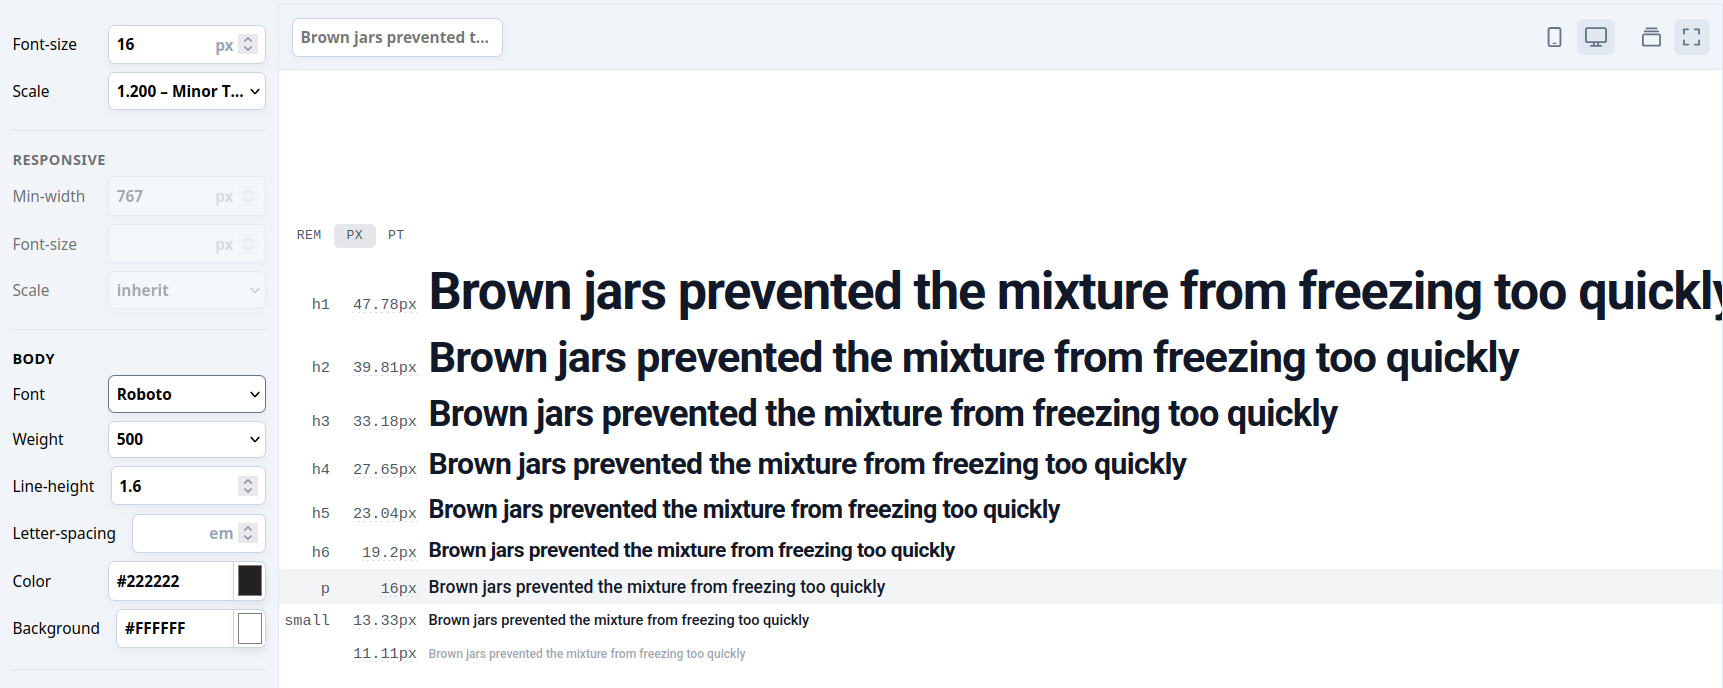 Font-size 16 px
Scale 1.200 – Minor T...
RESPONSIVE
Min-width 767 px
Font-size px
Scale inherit
BODY
Font Roboto
Weight 500
Line-height 1.6
Letter-spacing em
Color #222222
Background #FFFFFF
Brown jars prevented t...
REM PX PT
h1 47.78px Brown jars prevented the mixture from freezing too quickly
h2 39.81px Brown jars prevented the mixture from freezing too quickly
h3 33.18px Brown jars prevented the mixture from freezing too quickly
h4 27.65px Brown jars prevented the mixture from freezing too quickly
h5 23.04px Brown jars prevented the mixture from freezing too quickly
h6 19.2px Brown jars prevented the mixture from freezing too quickly
p 16px Brown jars prevented the mixture from freezing too quickly
small 13.33px Brown jars prevented the mixture from freezing too quickly
11.11px Brown jars prevented the mixture from freezing too quickly